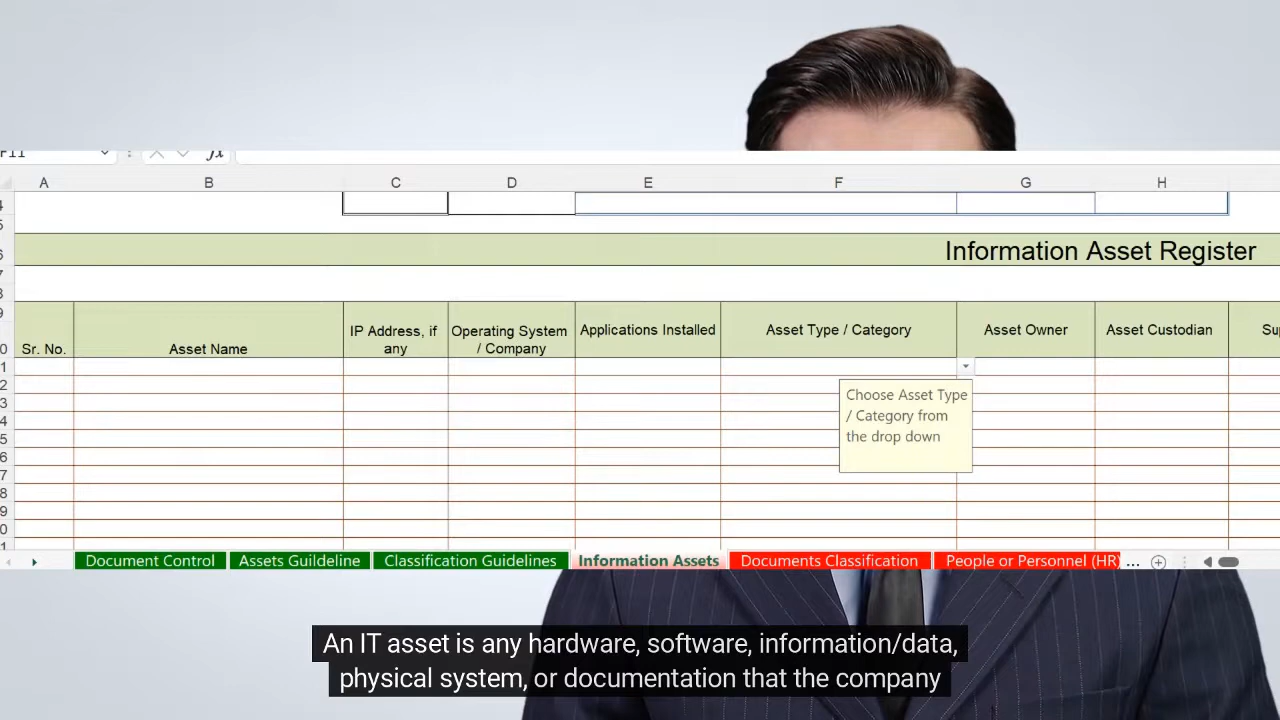 A B C D E F G H
Information Asset Register
Sr. No. Asset Name IP Address, if any Operating System / Company Applications Installed Asset Type / Category Asset Owner Asset Custodian
Choose Asset Type
/ Category from
the drop down
Document Control Assets Guildeline Classification Guidelines Information Assets Documents Classification People or Personnel (HR) ...
An IT asset is any hardware, software, information/data,
physical system, or documentation that the company